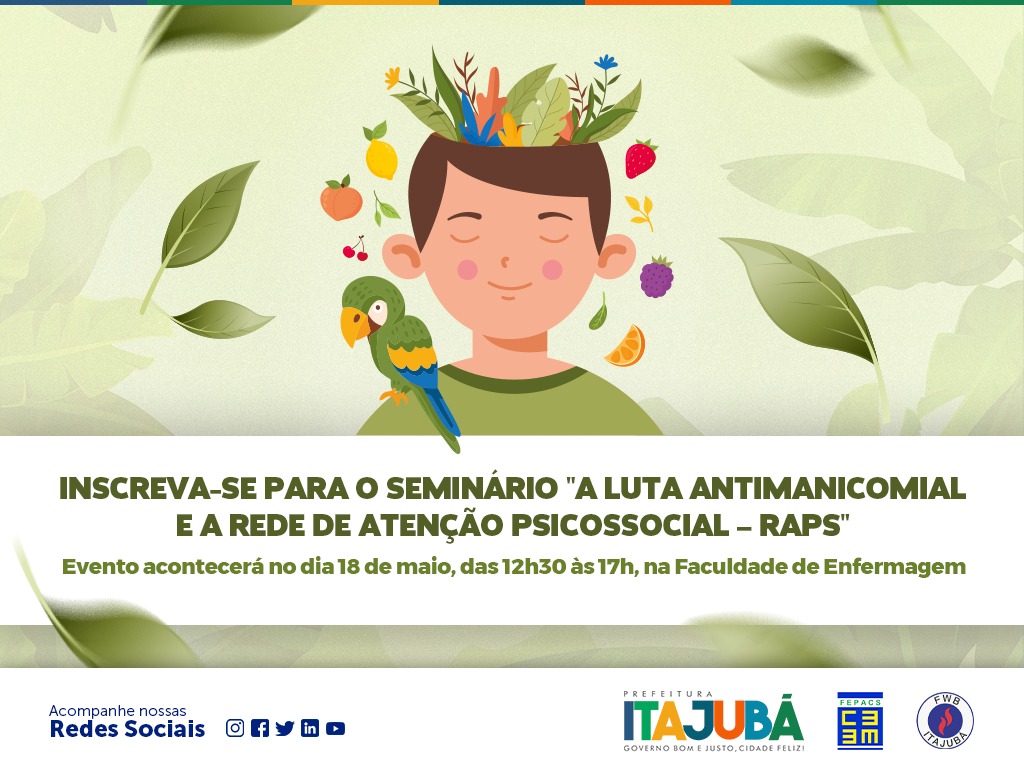 INSCREVA-SE PARA O SEMINÁRIO "A LUTA ANTIMANICOMIAL
E A REDE DE ATENÇÃO PSICOSSOCIAL – RAPS"
Evento acontecerá no dia 18 de maio, das 12h30 às 17h, na Faculdade de Enfermagem
Acompanhe nossas
Redes Sociais
PREFEITURA
ITAJUBÁ
GOVERNO BOM E JUSTO, CIDADE FELIZ!
FEPACS
FWB
ITAJUBÁ